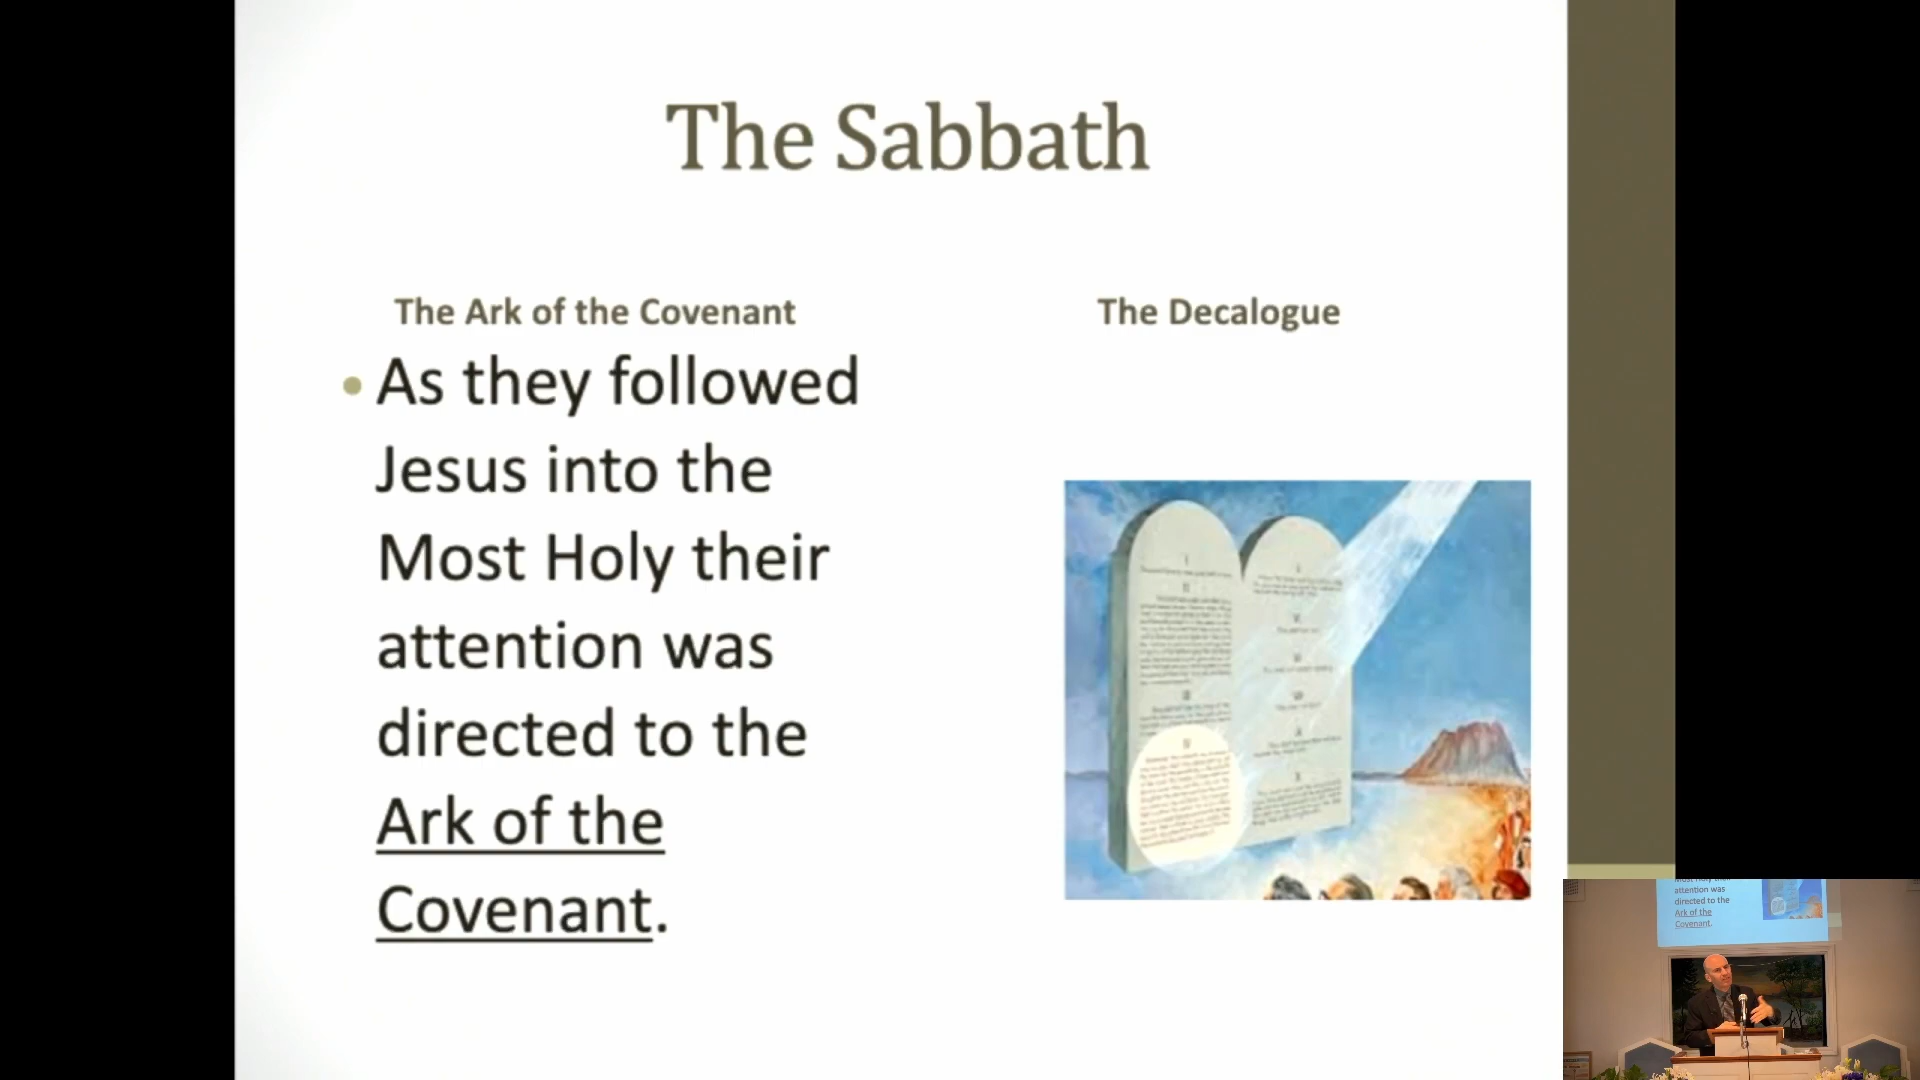 The Sabbath
The Ark of the Covenant
The Decalogue
• As they followed
Jesus into the
Most Holy their
attention was
directed to the
Ark of the
Covenant.
attention was
directed to the
Ark of the
Covenant.